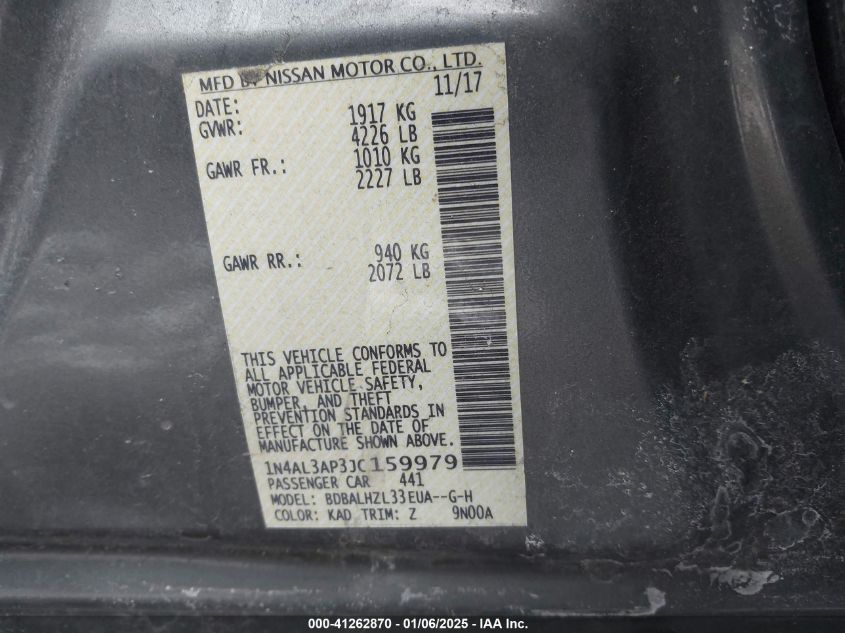 MFD BY NISSAN MOTOR CO., LTD.
DATE: 11/17
GVWR: 1917 KG
4226 LB
GAWR FR.: 1010 KG
2227 LB
GAWR RR.: 940 KG
2072 LB
THIS VEHICLE CONFORMS TO
ALL APPLICABLE FEDERAL
MOTOR VEHICLE SAFETY,
BUMPER, AND THEFT
PREVENTION STANDARDS IN
EFFECT ON THE DATE OF
MANUFACTURE SHOWN ABOVE.
1N4AL3AP3JC159979
PASSENGER CAR 441
MODEL: BDBALHZL33EUA--G-H
COLOR: KAD TRIM: Z 9N00A
000-41262870 - 01/06/2025 - IAA Inc.